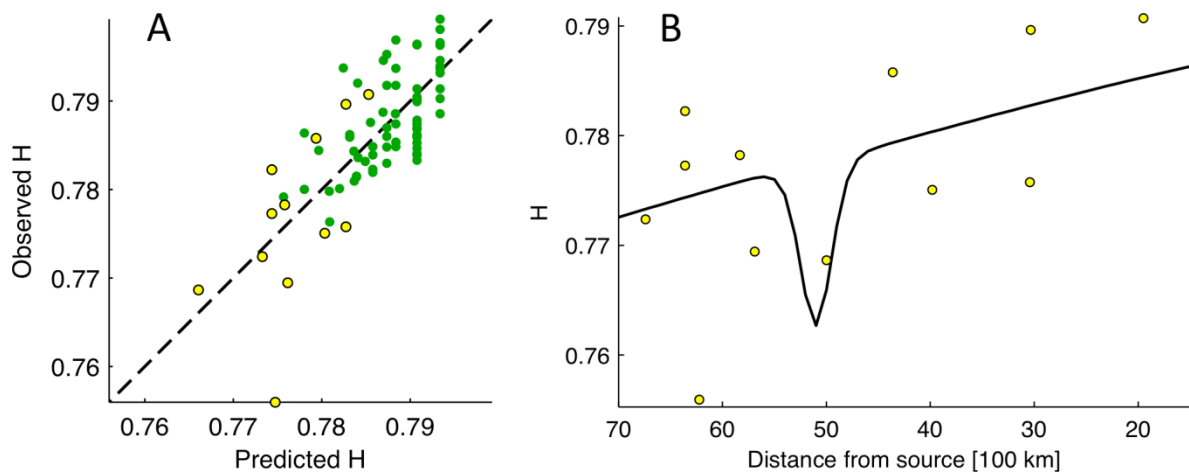 A
Observed H
0.79
0.78
0.77
0.76
0.76 0.77 0.78 0.79
Predicted H
B
H
0.79
0.78
0.77
0.76
70 60 50 40 30 20
Distance from source [100 km]